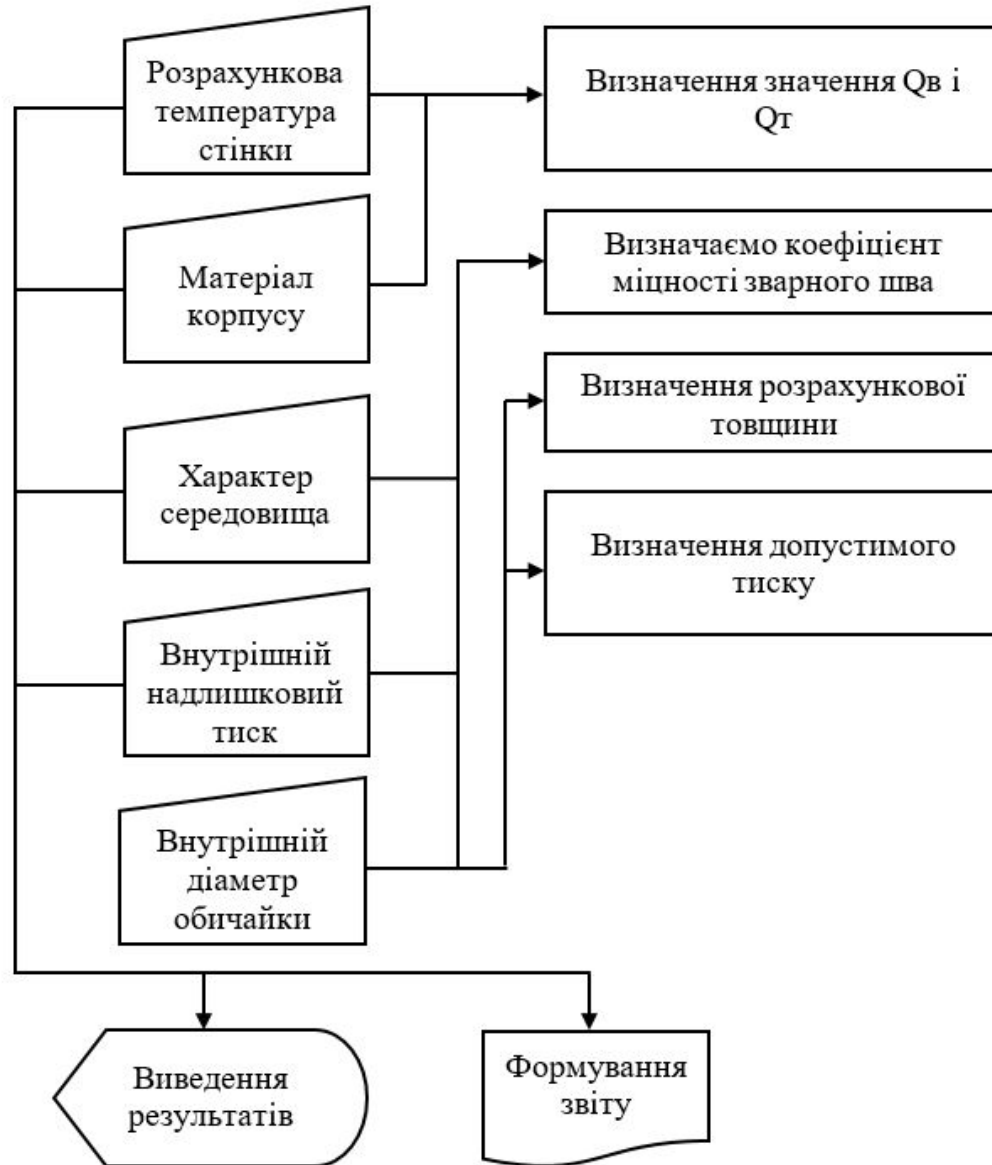 Розрахункова
температура
стінки
Визначення значення Qв і
Qт
Матеріал
корпусу
Визначаємо коефіцієнт
міцності зварного шва
Визначення розрахункової
товщини
Характер
середовища
Визначення допустимого
тиску
Внутрішній
надлишковий
тиск
Внутрішній
діаметр
обичайки
Виведення
результатів
Формування
звіту